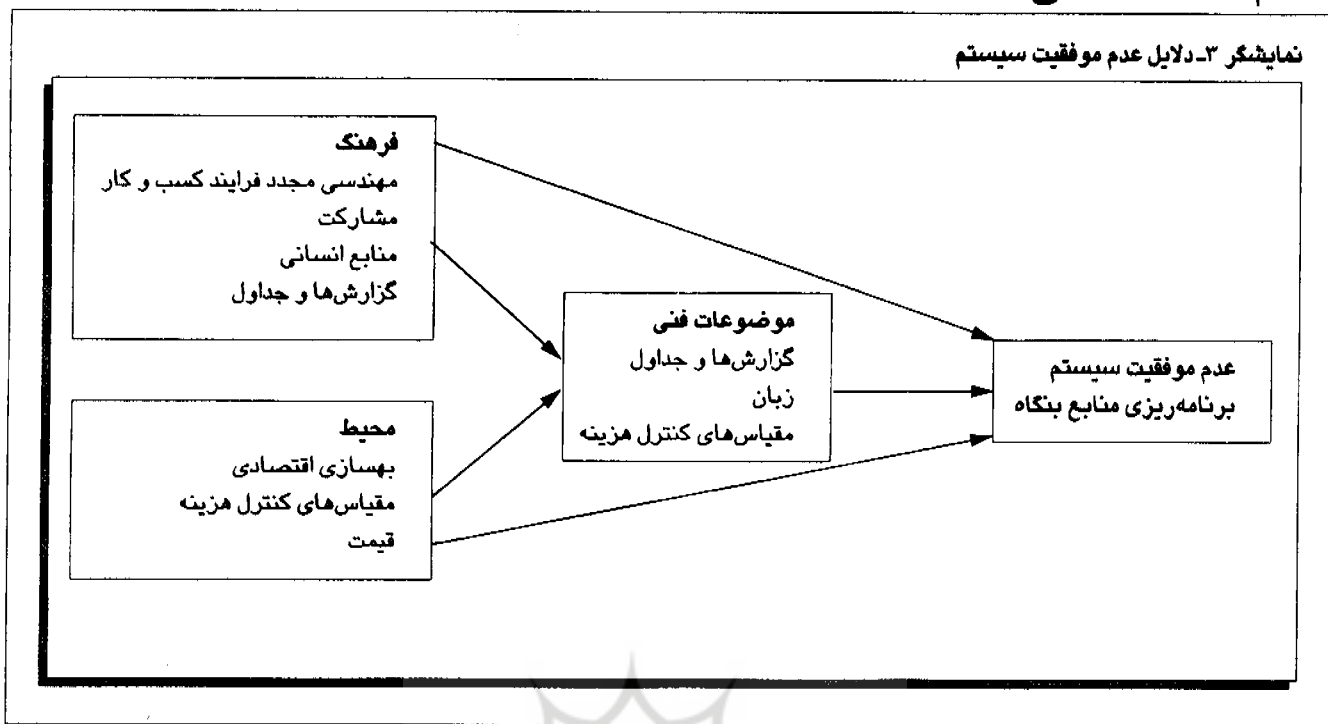 نمایشگر ۳ـ دلایل عدم موفقیت سیستم
فرهنگ
مهندسی مجدد فرایند کسب و کار
مشارکت
منابع انسانی
گزارش‌ها و جداول
موضوعات فنی
گزارش‌ها و جداول
زبان
مقیاس‌های کنترل هزینه
محیط
بهسازی اقتصادی
مقیاس‌های کنترل هزینه
قیمت
عدم موفقیت سیستم
برنامه‌ریزی منابع بنگاه